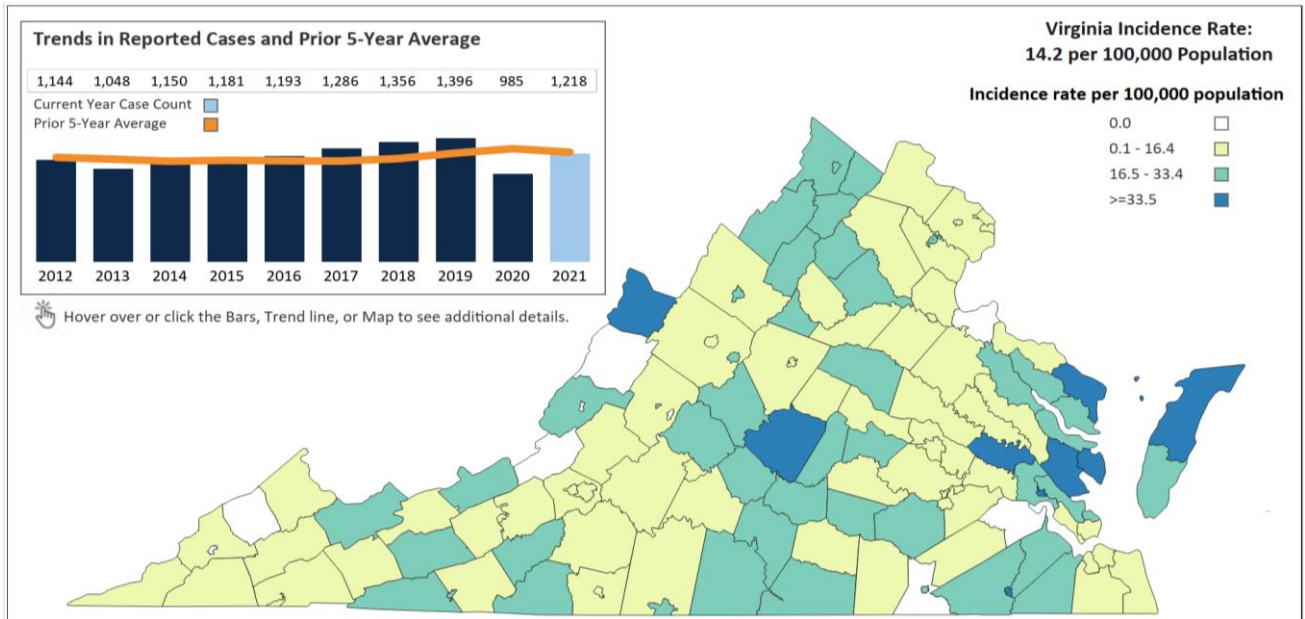 Trends in Reported Cases and Prior 5-Year Average
1,144 1,048 1,150 1,181 1,193 1,286 1,356 1,396 985 1,218
Current Year Case Count
Prior 5-Year Average
2012 2013 2014 2015 2016 2017 2018 2019 2020 2021
Hover over or click the Bars, Trend line, or Map to see additional details.
Virginia Incidence Rate:
14.2 per 100,000 Population
Incidence rate per 100,000 population
0.0
0.1 - 16.4
16.5 - 33.4
>=33.5